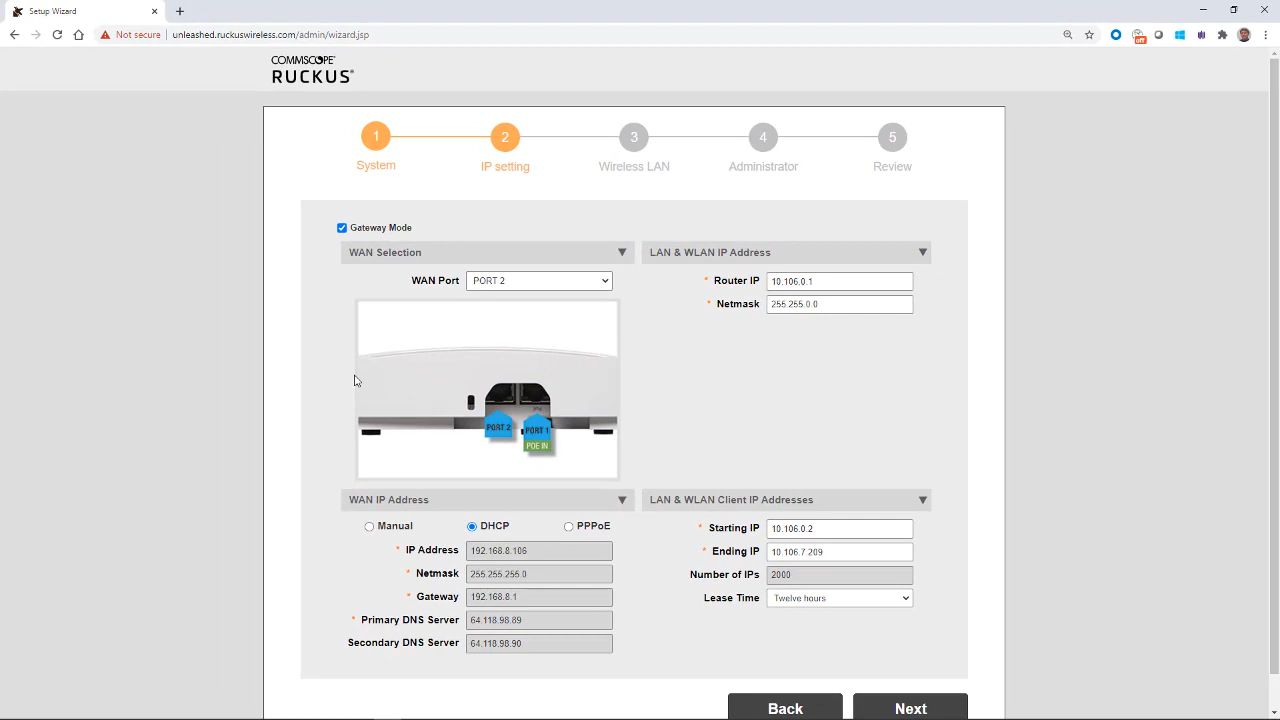 Setup Wizard
Not secure
unleashed.ruckuswireless.com/admin/wizard.jsp
off
COMMSCOPE®
RUCKUS®
1
2
3
4
5
System
IP setting
Wireless LAN
Administrator
Review
Gateway Mode
WAN Selection
WAN Port PORT 2
PORT 2
PORT 1
POE IN
LAN & WLAN IP Address
* Router IP 10.106.0.1
* Netmask 255.255.0.0
WAN IP Address
Manual DHCP PPPoE
* IP Address 192.168.8.106
* Netmask 255.255.255.0
* Gateway 192.168.8.1
* Primary DNS Server 64.118.98.89
Secondary DNS Server 64.118.98.90
LAN & WLAN Client IP Addresses
* Starting IP 10.106.0.2
* Ending IP 10.106.7.209
Number of IPs 2000
Lease Time Twelve hours
Back
Next